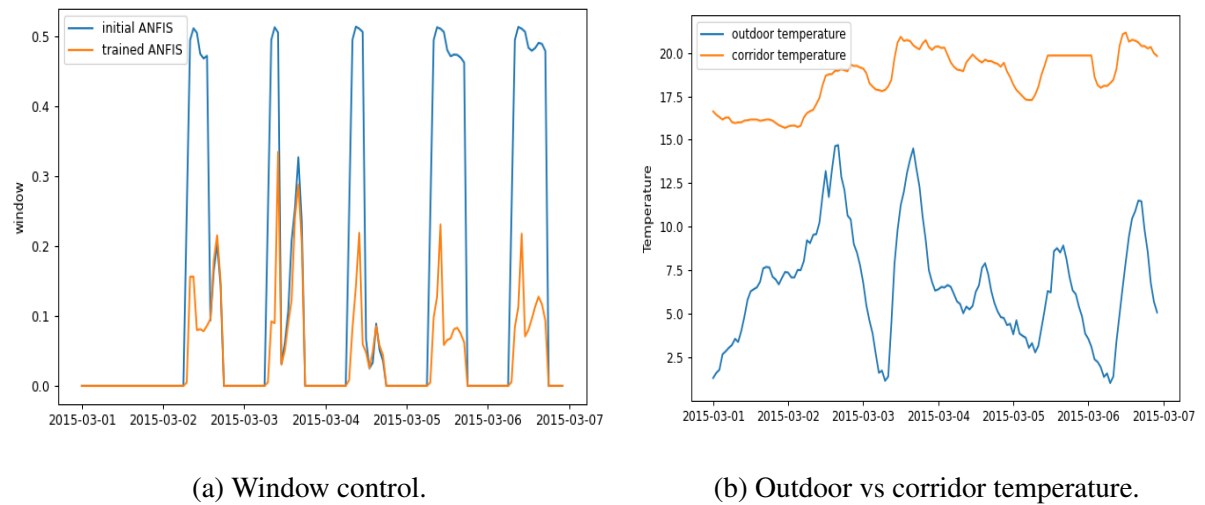 initial ANFIS
trained ANFIS
window
0.5
0.4
0.3
0.2
0.1
0.0
2015-03-01 2015-03-02 2015-03-03 2015-03-04 2015-03-05 2015-03-06 2015-03-07
(a) Window control.
outdoor temperature
corridor temperature
Temperature
20.0
17.5
15.0
12.5
10.0
7.5
5.0
2.5
2015-03-01 2015-03-02 2015-03-03 2015-03-04 2015-03-05 2015-03-06 2015-03-07
(b) Outdoor vs corridor temperature.